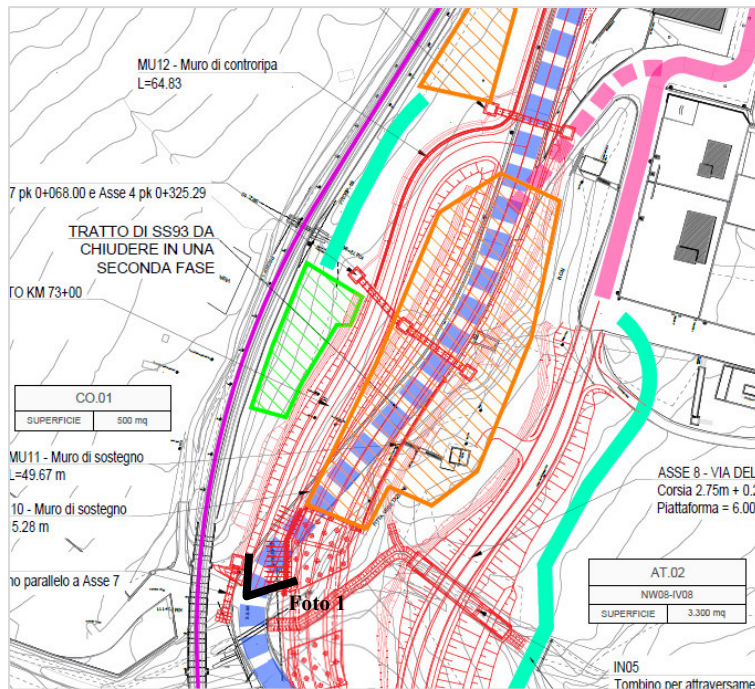 MU12 - Muro di controripa
L=64.83
7 pk 0+068.00 e Asse 4 pk 0+325.29
TRATTO DI SS93 DA
CHIUDERE IN UNA
SECONDA FASE
TO KM 73+00
CO.01
SUPERFICIE 500 mq
MU11 - Muro di sostegno
L=49.67 m
10 - Muro di sostegno
5.28 m
no parallelo a Asse 7
Foto 1
ASSE 8 - VIA DEL
Corsia 2.75m + 0.2
Piattaforma = 6.00
AT.02
NW08-IV08
SUPERFICIE 3.300 mq
IN05
Tombino per attraversame